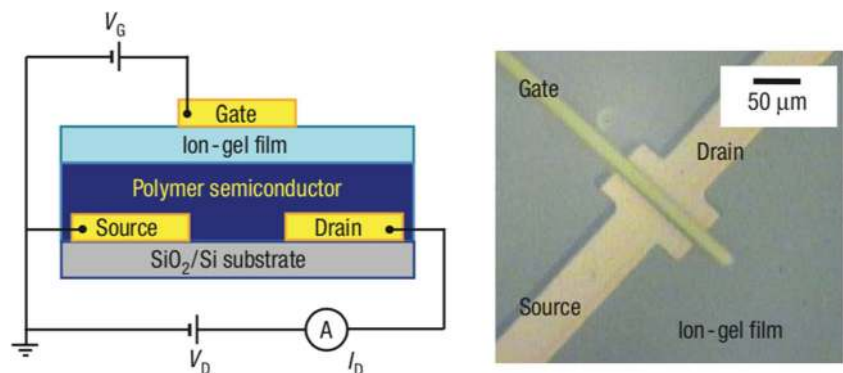 V_G
Gate
Ion-gel film
Polymer semiconductor
Source
Drain
SiO₂/Si substrate
A
V_D
I_D
Gate
50 μm
Drain
Source
Ion-gel film